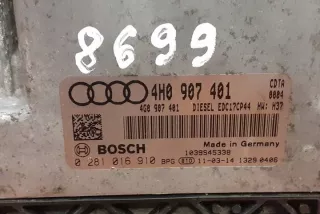 8699
4H0 907 401 CDTA
4G0 907 401 DIESEL EDC17CP44 HW: H37
0004
BOSCH
Made in Germany
1039S45338
0 281 016 910 BPG 11-03-14 1329 0406